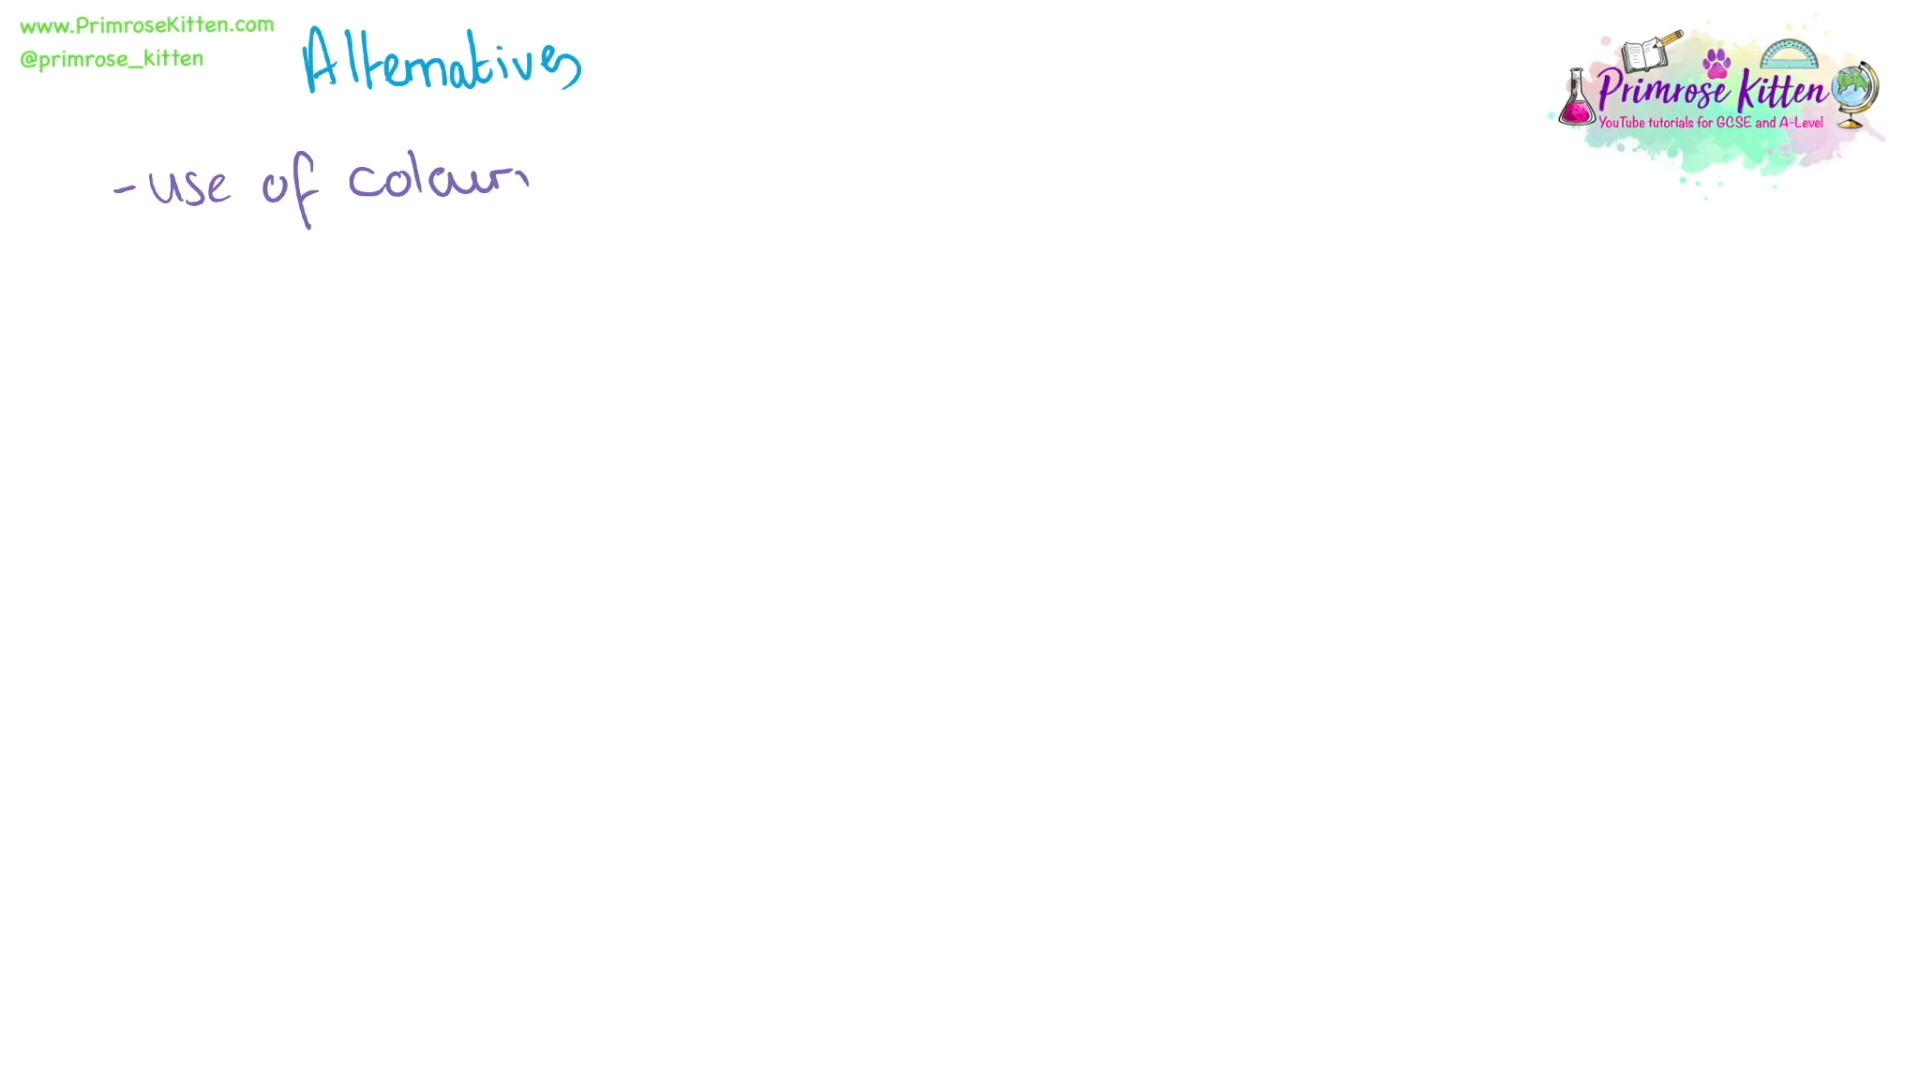 www.PrimroseKitten.com
@primrose_kitten
Alternatives
Primrose Kitten
YouTube tutorials for GCSE and A-Level
- use of colour